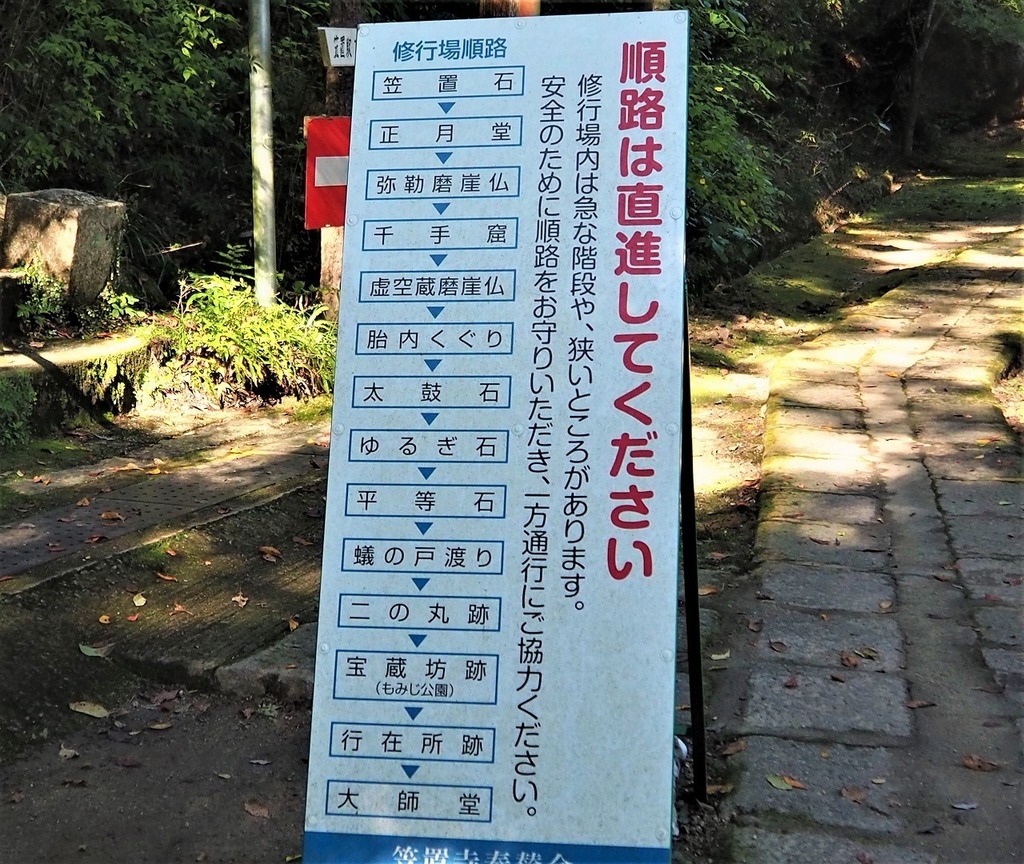 順路は直進してください
修行場内は急な階段や、狭いところがあります。
安全のために順路をお守りいただき、一方通行にご協力ください。
修行場順路
笠置石
正月堂
弥勒磨崖仏
千手窟
虚空蔵磨崖仏
胎内くぐり
太鼓石
ゆるぎ石
平等石
蟻の戸渡り
二の丸跡
宝蔵坊跡
(もみじ公園)
行在所跡
大師堂